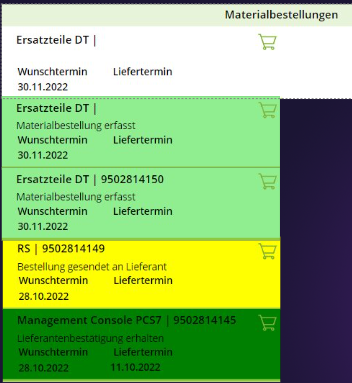 Materialbestellungen
Ersatzteile DT |
Wunschtermin Liefertermin
30.11.2022
Ersatzteile DT |
Materialbestellung erfasst
Wunschtermin Liefertermin
30.11.2022
Ersatzteile DT | 9502814150
Materialbestellung erfasst
Wunschtermin Liefertermin
30.11.2022
RS | 9502814149
Bestellung gesendet an Lieferant
Wunschtermin Liefertermin
28.10.2022
Management Console PCS7 | 9502814145
Lieferantenbestätigung erhalten
Wunschtermin Liefertermin
28.10.2022 11.10.2022